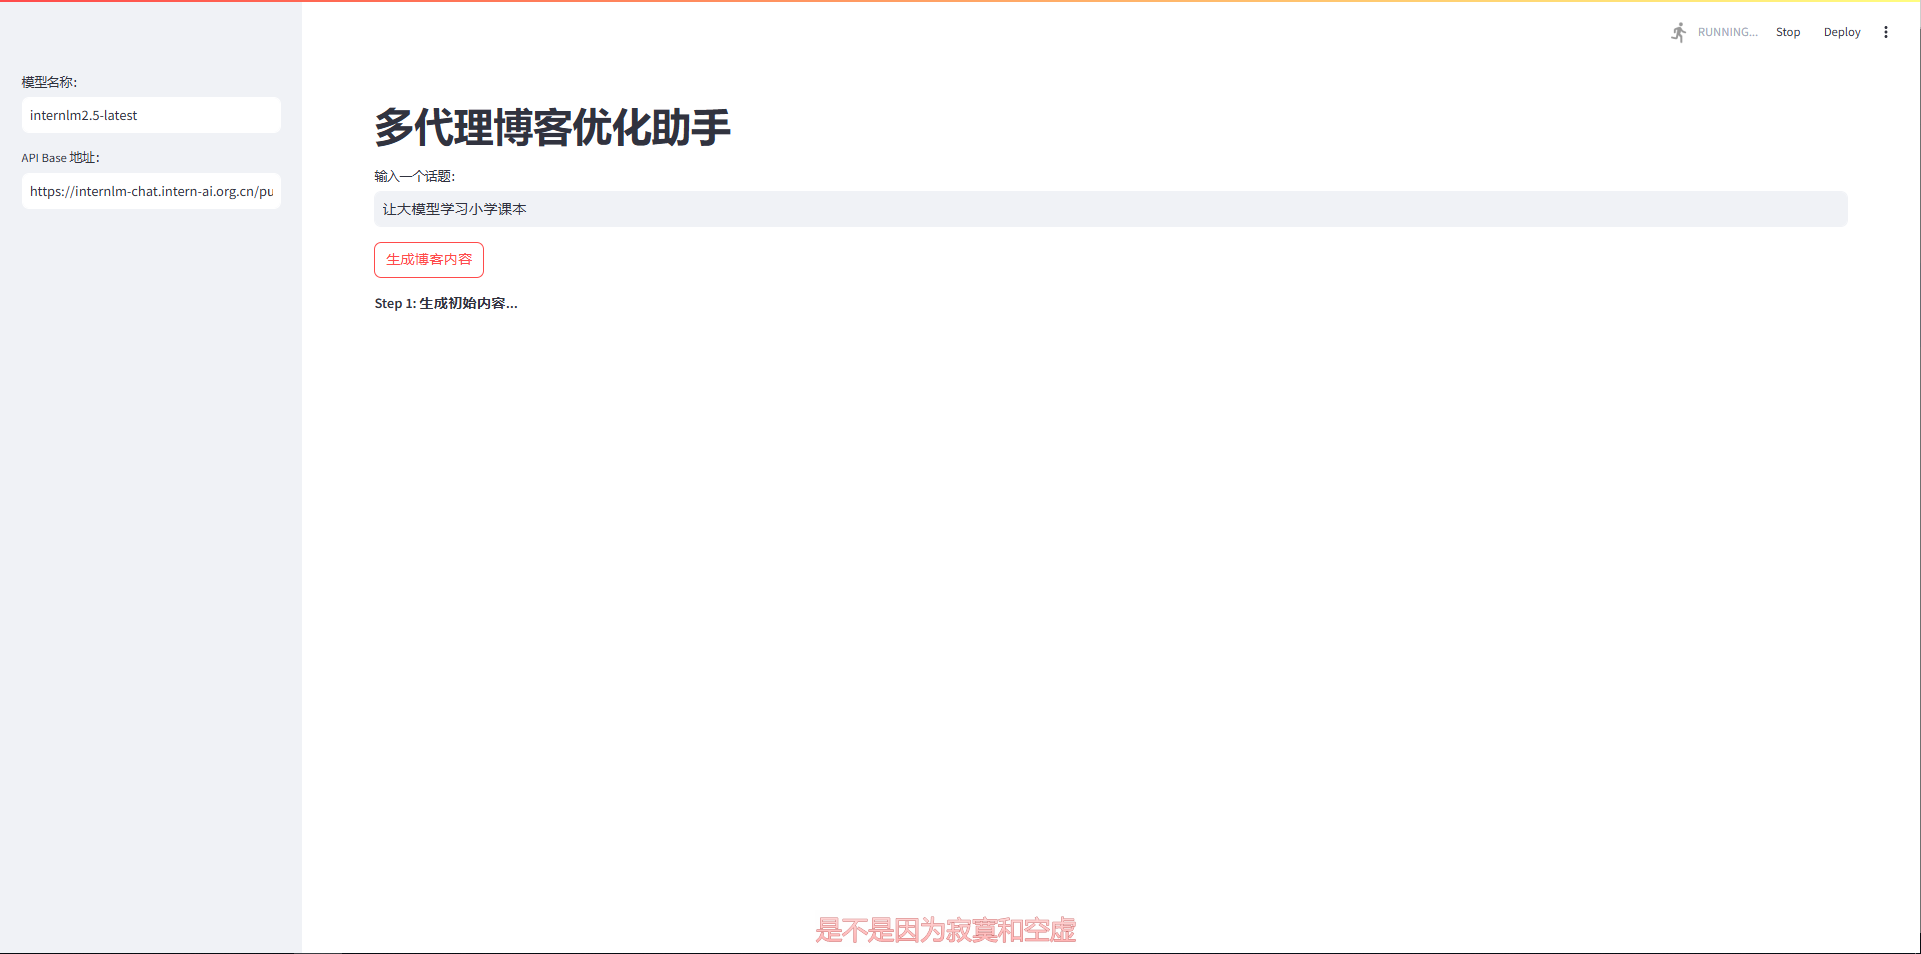 RUNNING...
Stop
Deploy
模型名称：
internlm2.5-latest
API Base 地址：
https://internlm-chat.intern-ai.org.cn/pu
多代理博客优化助手
输入一个话题：
让大模型学习小学课本
生成博客内容
Step 1: 生成初始内容...
是不是因为寂寞和空虚